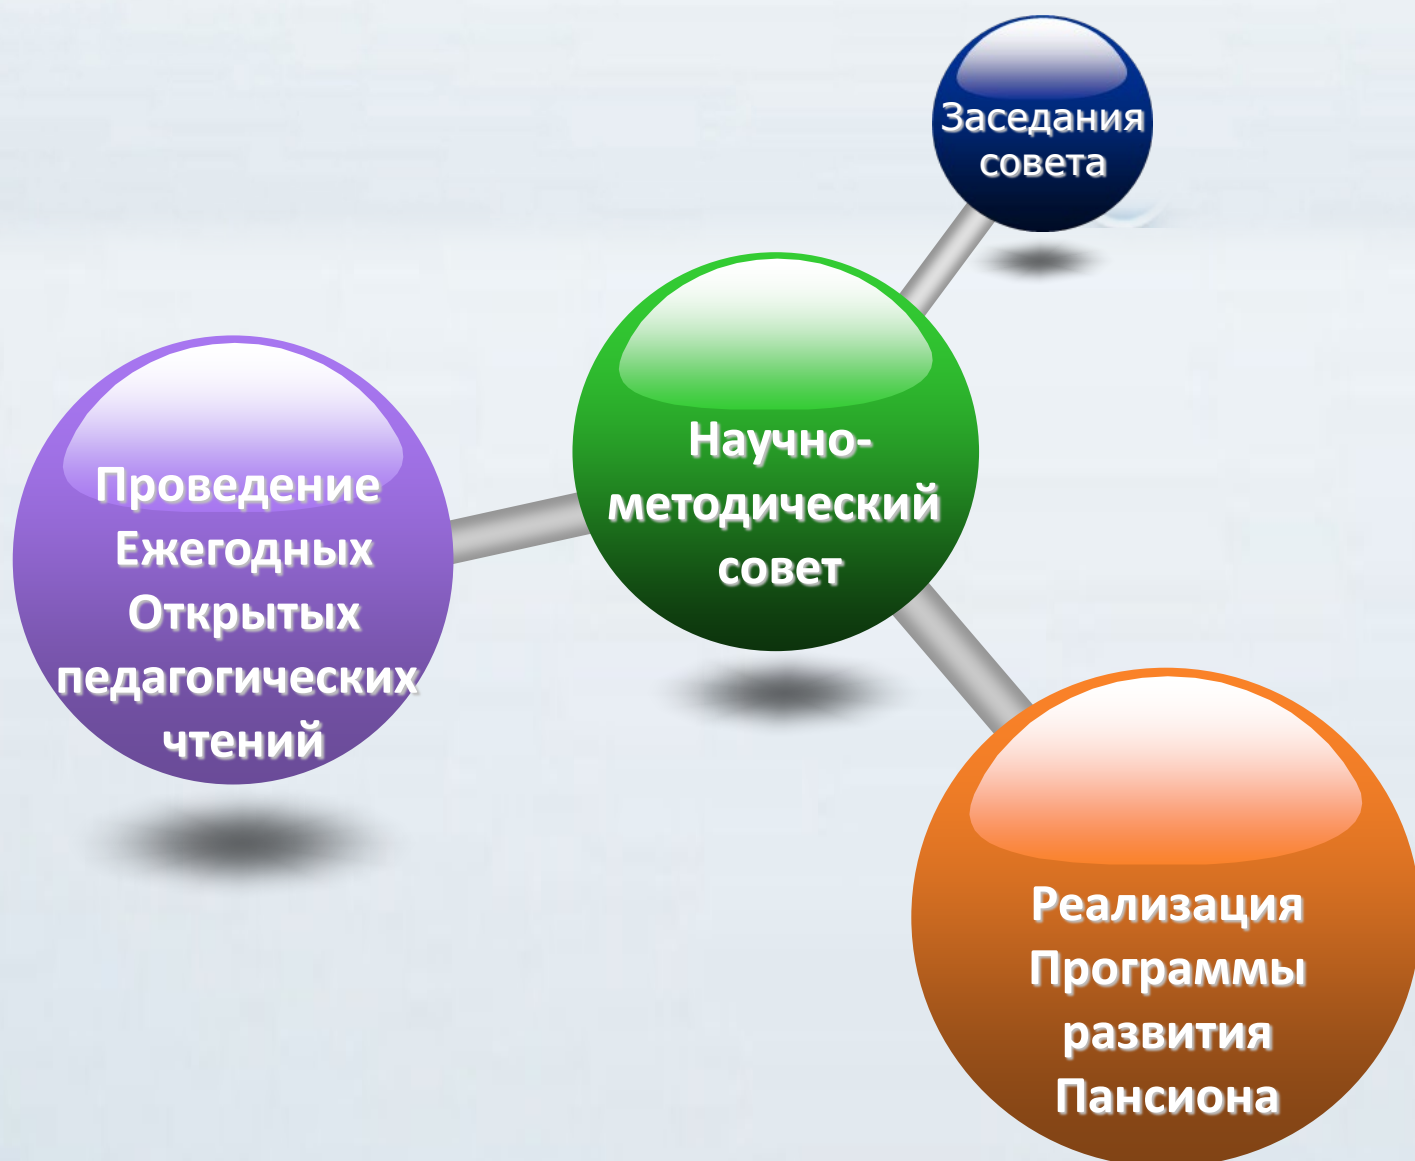 Заседания
совета
Научно-
методический
совет
Проведение
Ежегодных
Открытых
педагогических
чтений
Реализация
Программы
развития
Пансиона